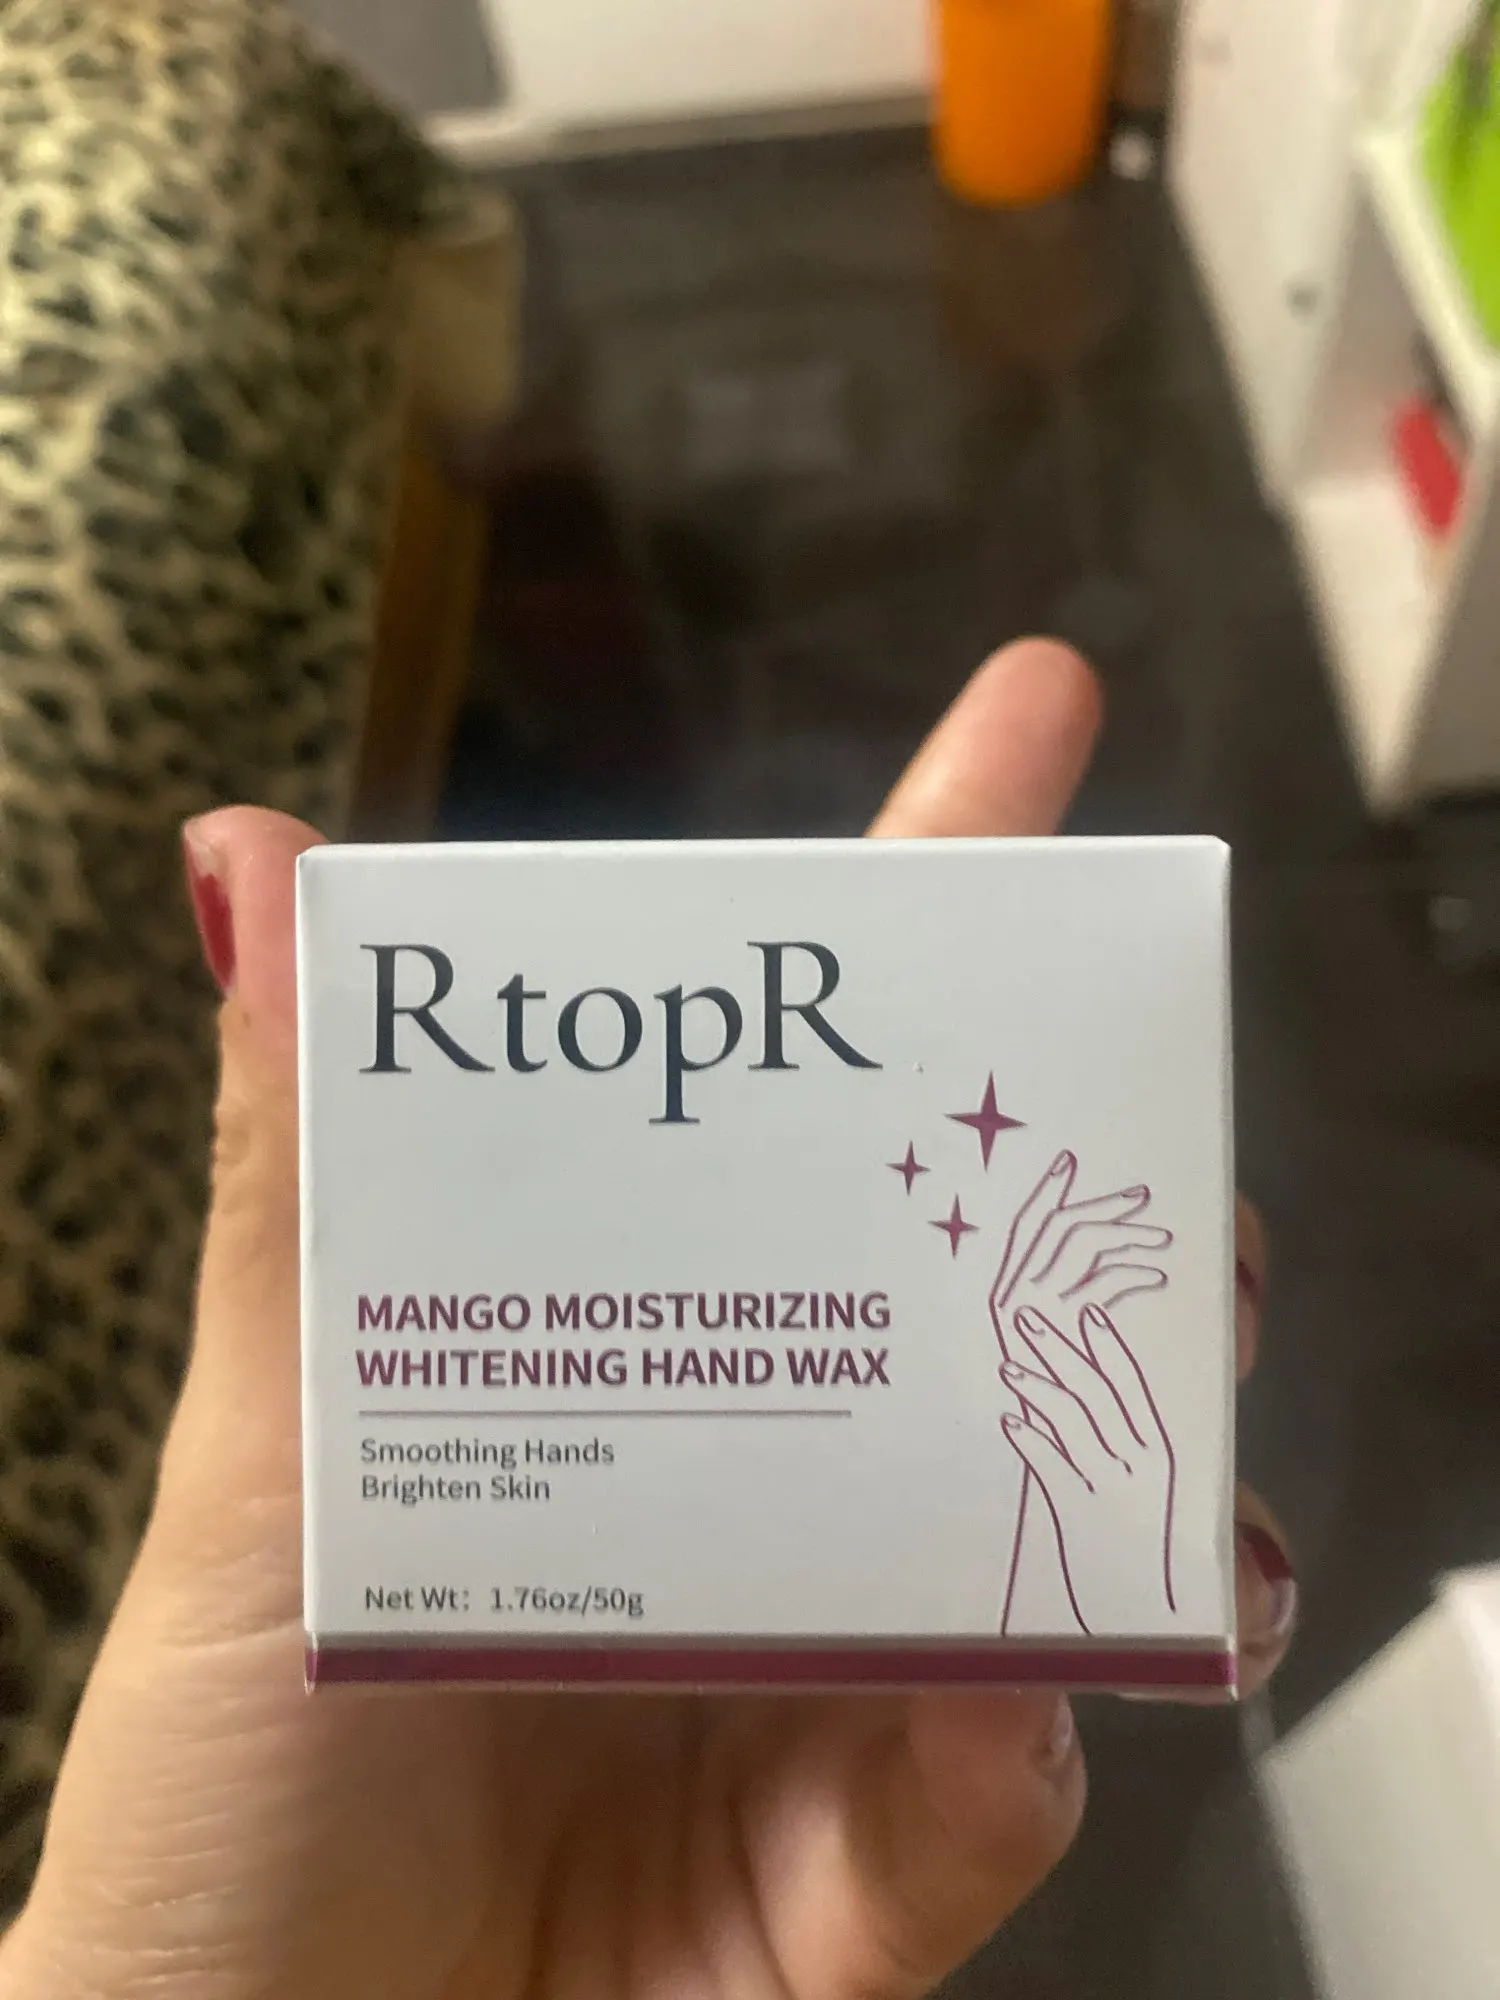 RtopR
MANGO MOISTURIZING
WHITENING HAND WAX
Smoothing Hands
Brighten Skin
Net Wt: 1.76oz/50g